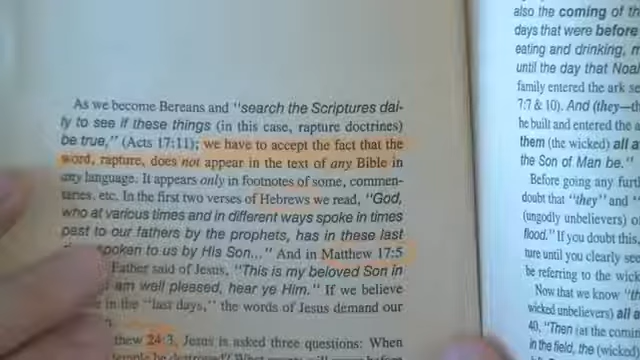 As we become Bereans and "search the Scriptures dai-
ly to see if these things (in this case, rapture doctrines)
be true," (Acts 17:11); we have to accept the fact that the
word, rapture, does not appear in the text of any Bible in
any language. It appears only in footnotes of some, commen-
taries, etc. In the first two verses of Hebrews we read, "God,
who at various times and in different ways spoke in times
past to our fathers by the prophets, has in these last
spoken to us by His Son..." And in Matthew 17:5
Father said of Jesus, "This is my beloved Son in
am well pleased, hear ye Him." If we believe
in the "last days," the words of Jesus demand our
thew 24:3, Jesus is asked three questions: When
also the coming of
days that were before
eating and drinking,
until the day that Noah
family entered the ark
7:7 & 10). And (they—
he built and entered the
them (the wicked) all
the Son of Man be."
Before going any
doubt that "they" and
(ungodly unbelievers)
flood." If you doubt this,
ture until you clearly see
be referring to the
Now that we know
wicked unbelievers) all
40, "Then (at the
in the field, the (wicked)